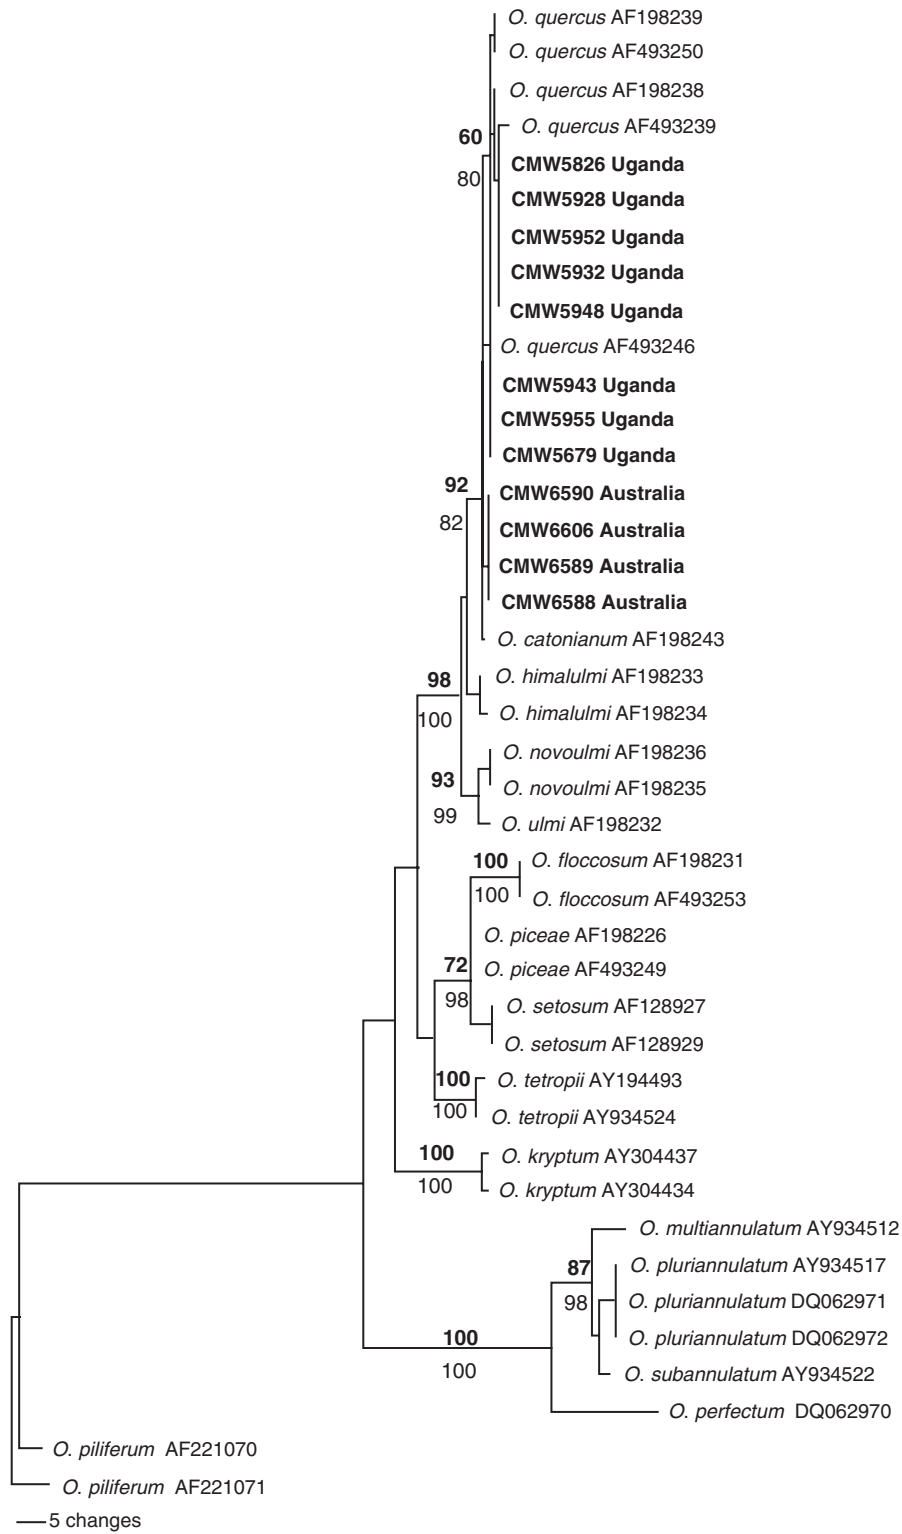 O. quercus AF198239
O. quercus AF493250
O. quercus AF198238
O. quercus AF493239
60
CMW5826 Uganda
80
CMW5928 Uganda
CMW5952 Uganda
CMW5932 Uganda
CMW5948 Uganda
O. quercus AF493246
CMW5943 Uganda
CMW5955 Uganda
CMW5679 Uganda
92
CMW6590 Australia
82
CMW6606 Australia
CMW6589 Australia
CMW6588 Australia
O. catonianum AF198243
O. himalulmi AF198233
98
O. himalulmi AF198234
100
O. novoulmi AF198236
93
O. novoulmi AF198235
99
O. ulmi AF198232
100
O. floccosum AF198231
100
O. floccosum AF493253
O. piceae AF198226
72
O. piceae AF493249
98
O. setosum AF128927
O. setosum AF128929
100
O. tetropii AY194493
100
O. tetropii AY934524
100
O. kryptum AY304437
100
O. kryptum AY304434
O. multiannulatum AY934512
87
O. pluriannulatum AY934517
98
O. pluriannulatum DQ062971
100
O. pluriannulatum DQ062972
100
O. subannulatum AY934522
O. perfectum DQ062970
O. piliferum AF221070
O. piliferum AF221071
5 changes